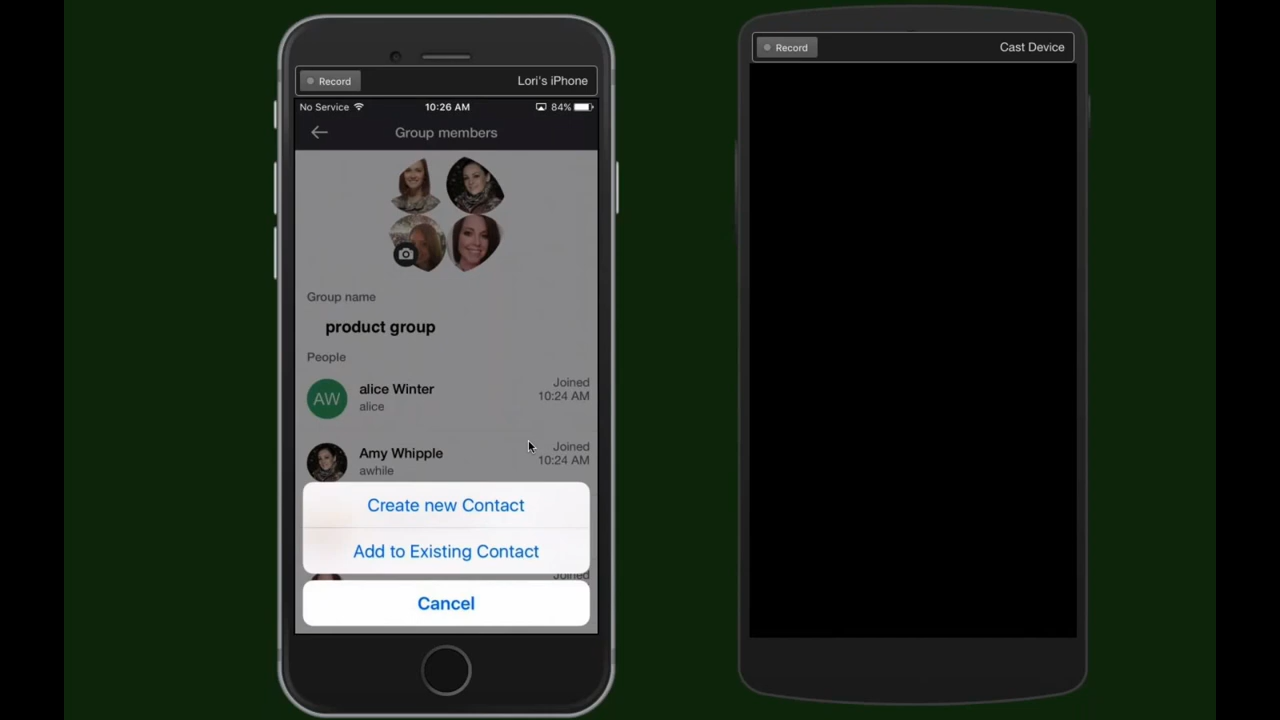 Record
Lori's iPhone
No Service
10:26 AM
84%
Group members
Group name
product group
People
AW
alice Winter
alice
Joined
10:24 AM
Amy Whipple
awhile
Joined
10:24 AM
Create new Contact
Add to Existing Contact
Joined
Cancel
Record
Cast Device